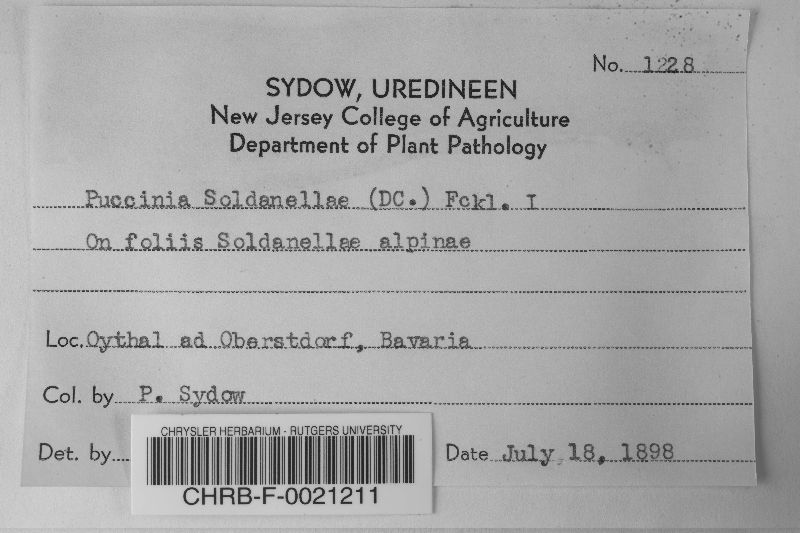 No. 1228
SYDOW, UREDINEEN
New Jersey College of Agriculture
Department of Plant Pathology
Puccinia Soldanellae (DC.) Fckl. I
On foliis Soldanellae alpinae
Loc. Oythal ad Oberstdorf, Bavaria
Col. by P. Sydow
Det. by
Date July 18, 1898
CHRYSLER HERBARIUM - RUTGERS UNIVERSITY
CHRB-F-0021211